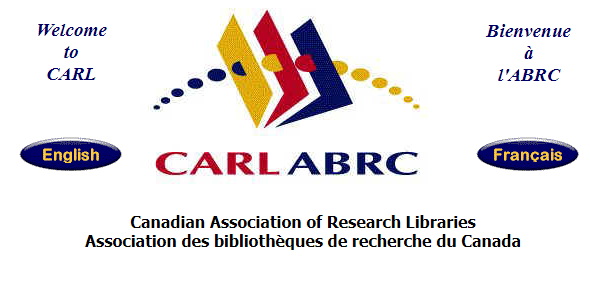 Welcome
to
CARL
Bienvenue
à
l'ABRC
English
Français
CARL ABRC
Canadian Association of Research Libraries
Association des bibliothèques de recherche du Canada